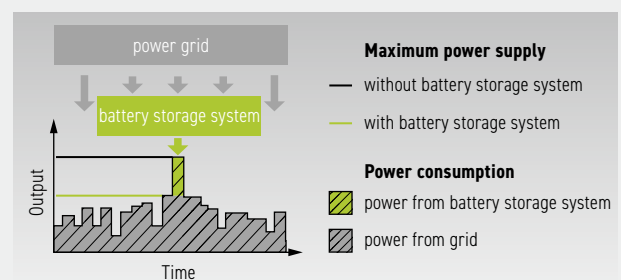 power grid
battery storage system
Output
Time
Maximum power supply
without battery storage system
with battery storage system
Power consumption
power from battery storage system
power from grid